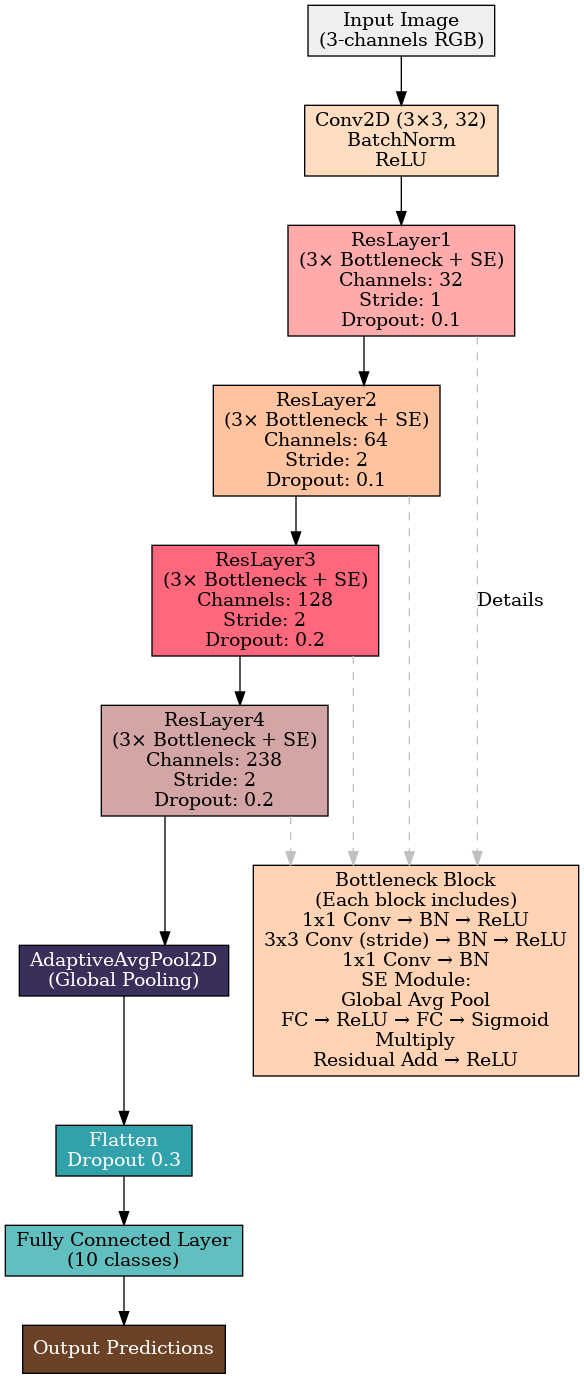 Input Image
(3-channels RGB)
Conv2D (3×3, 32)
BatchNorm
ReLU
ResLayer1
(3× Bottleneck + SE)
Channels: 32
Stride: 1
Dropout: 0.1
ResLayer2
(3× Bottleneck + SE)
Channels: 64
Stride: 2
Dropout: 0.1
ResLayer3
(3× Bottleneck + SE)
Channels: 128
Stride: 2
Dropout: 0.2
Details
ResLayer4
(3× Bottleneck + SE)
Channels: 238
Stride: 2
Dropout: 0.2
Bottleneck Block
(Each block includes)
1x1 Conv → BN → ReLU
3x3 Conv (stride) → BN → ReLU
1x1 Conv → BN
SE Module:
Global Avg Pool
FC → ReLU → FC → Sigmoid
Multiply
Residual Add → ReLU
AdaptiveAvgPool2D
(Global Pooling)
Flatten
Dropout 0.3
Fully Connected Layer
(10 classes)
Output Predictions